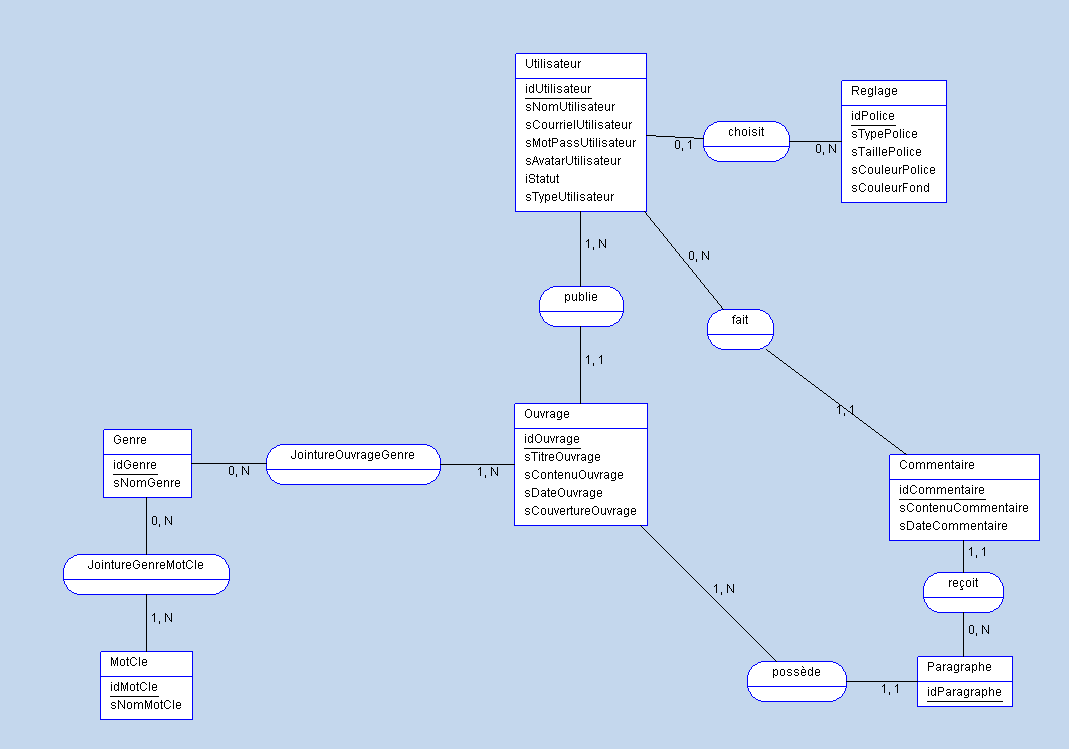 Utilisateur
idUtilisateur
sNomUtilisateur
sCourrielUtilisateur
sMotPassUtilisateur
sAvatarUtilisateur
iStatut
sTypeUtilisateur
0, 1
choisit
0, N
Reglage
idPolice
sTypePolice
sTaillePolice
sCouleurPolice
sCouleurFond
1, N
publie
1, 1
0, N
fait
1, 1
Genre
idGenre
sNomGenre
0, N
JointureOuvrageGenre
1, N
Ouvrage
idOuvrage
sTitreOuvrage
sContenuOuvrage
sDateOuvrage
sCouvertureOuvrage
Commentaire
idCommentaire
sContenuCommentaire
sDateCommentaire
0, N
JointureGenreMotCle
1, N
MotCle
idMotCle
sNomMotCle
1, N
possède
1, 1
1, 1
reçoit
0, N
Paragraphe
idParagraphe